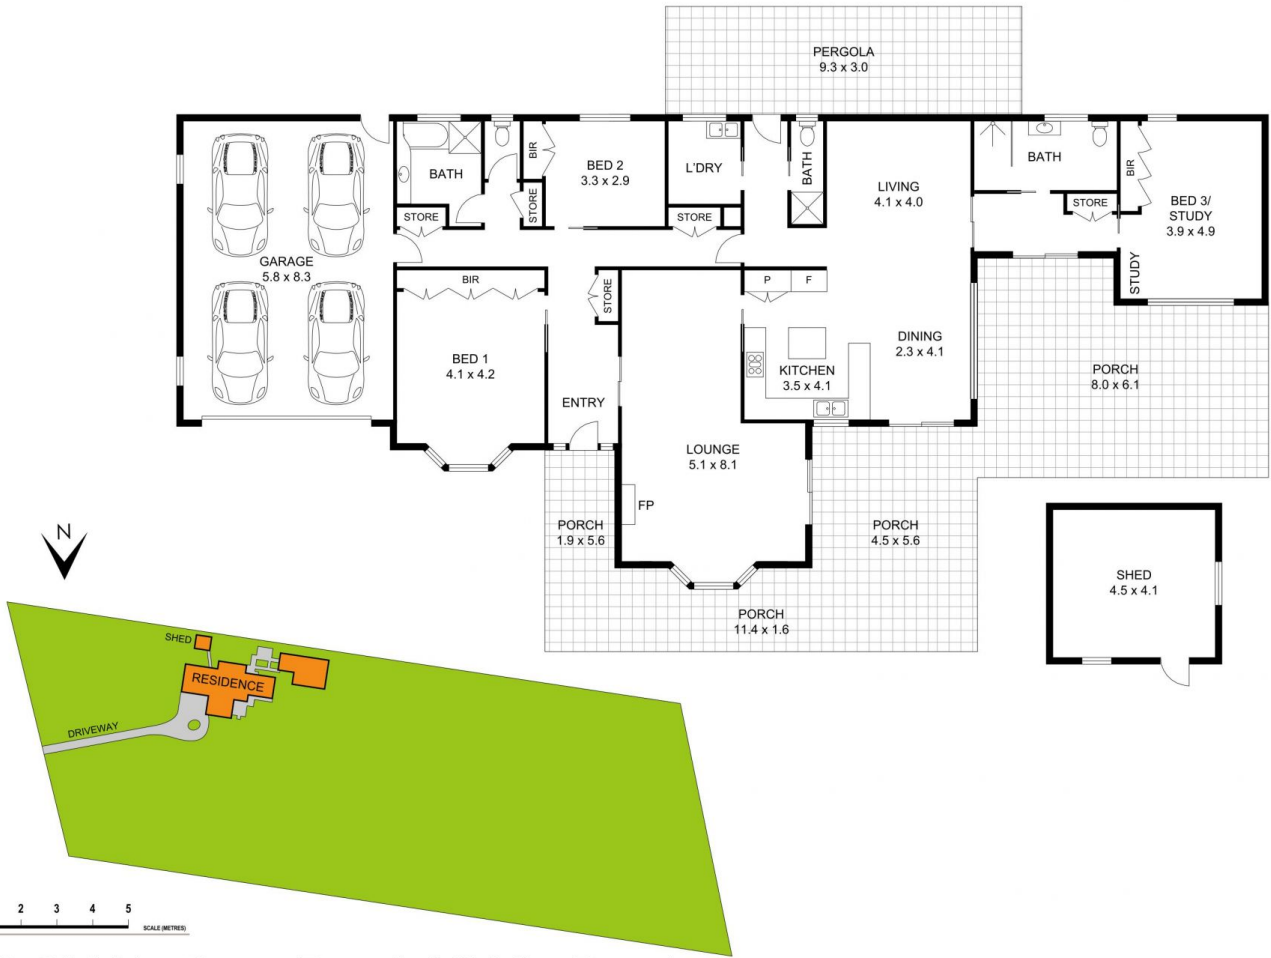 PERGOLA
9.3 x 3.0
BATH
BIR
BED 2
3.3 x 2.9
L'DRY
BATH
LIVING
4.1 x 4.0
BATH
BIR
BED 3/
STUDY
3.9 x 4.9
STORE
STORE
STORE
STORE
GARAGE
5.8 x 8.3
BIR
STORE
P
F
STUDY
BED 1
4.1 x 4.2
ENTRY
KITCHEN
3.5 x 4.1
DINING
2.3 x 4.1
PORCH
8.0 x 6.1
LOUNGE
5.1 x 8.1
FP
PORCH
1.9 x 5.6
PORCH
4.5 x 5.6
PORCH
11.4 x 1.6
SHED
4.5 x 4.1
N
SHED
RESIDENCE
DRIVEWAY
2 3 4 5
SCALE (METRES)